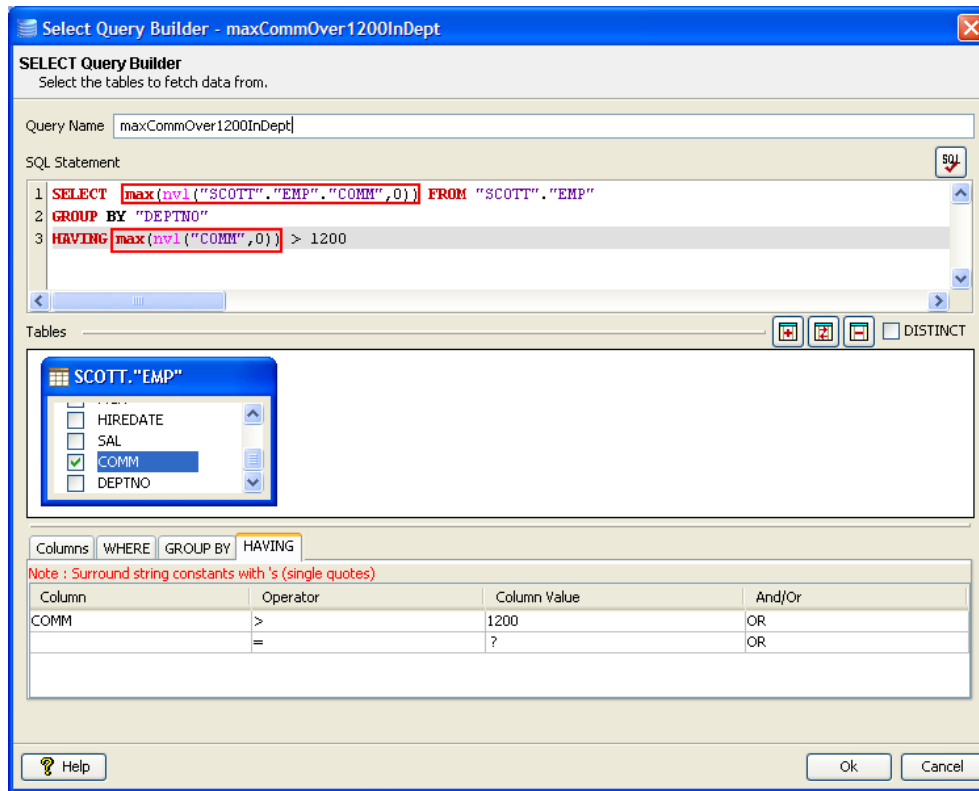 Select Query Builder - maxCommOver1200InDept
SELECT Query Builder
Select the tables to fetch data from.
Query Name maxCommOver1200InDept
SQL Statement
SQL
1 SELECT max(nvl("SCOTT"."EMP"."COMM",0)) FROM "SCOTT"."EMP"
2 GROUP BY "DEPTNO"
3 HAVING max(nvl("COMM",0)) > 1200
Tables
DISTINCT
SCOTT."EMP"
HIREDATE
SAL
COMM
DEPTNO
Columns WHERE GROUP BY HAVING
Note : Surround string constants with 's (single quotes)
Column Operator Column Value And/Or
COMM > 1200 OR
= ? OR
Help Ok Cancel